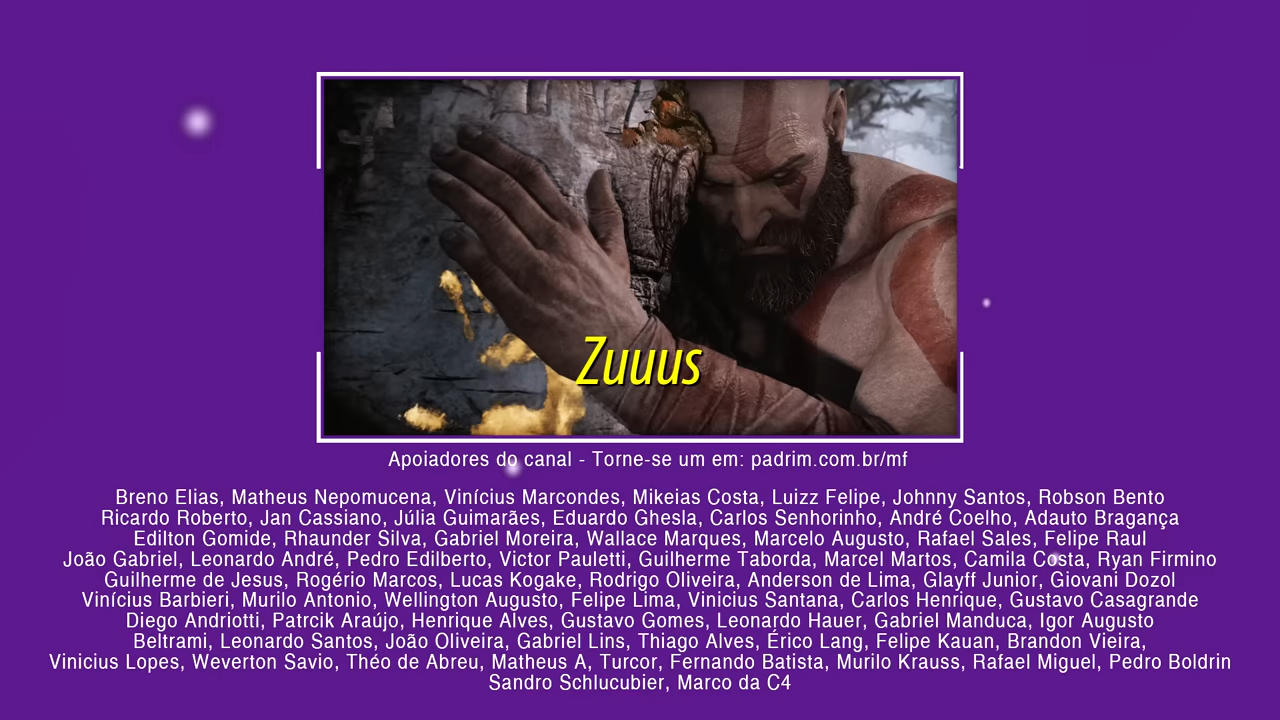 Zuuus
Apoiadores do canal - Torne-se um em: padrim.com.br/mf
Breno Elias, Matheus Nepomucena, Vinícius Marcondes, Mikeias Costa, Luizz Felipe, Johnny Santos, Robson Bento
Ricardo Roberto, Jan Cassiano, Júlia Guimarães, Eduardo Ghesla, Carlos Senhorinho, André Coelho, Adauto Bragança
Edilton Gomide, Rhaunder Silva, Gabriel Moreira, Wallace Marques, Marcelo Augusto, Rafael Sales, Felipe Raul
João Gabriel, Leonardo André, Pedro Edilberto, Victor Pauletti, Guilherme Taborda, Marcel Martos, Camila Costa, Ryan Firmino
Guilherme de Jesus, Rogério Marcos, Lucas Kogake, Rodrigo Oliveira, Anderson de Lima, Glayff Junior, Giovani Dozol
Vinícius Barbieri, Murilo Antonio, Wellington Augusto, Felipe Lima, Vinicius Santana, Carlos Henrique, Gustavo Casagrande
Diego Andriotti, Patrcik Araújo, Henrique Alves, Gustavo Gomes, Leonardo Hauer, Gabriel Manduca, Igor Augusto
Beltrami, Leonardo Santos, João Oliveira, Gabriel Lins, Thiago Alves, Érico Lang, Felipe Kauan, Brandon Vieira,
Vinicius Lopes, Weverton Savio, Théo de Abreu, Matheus A, Turcor, Fernando Batista, Murilo Krauss, Rafael Miguel, Pedro Boldrin
Sandro Schlucubier, Marco da C4